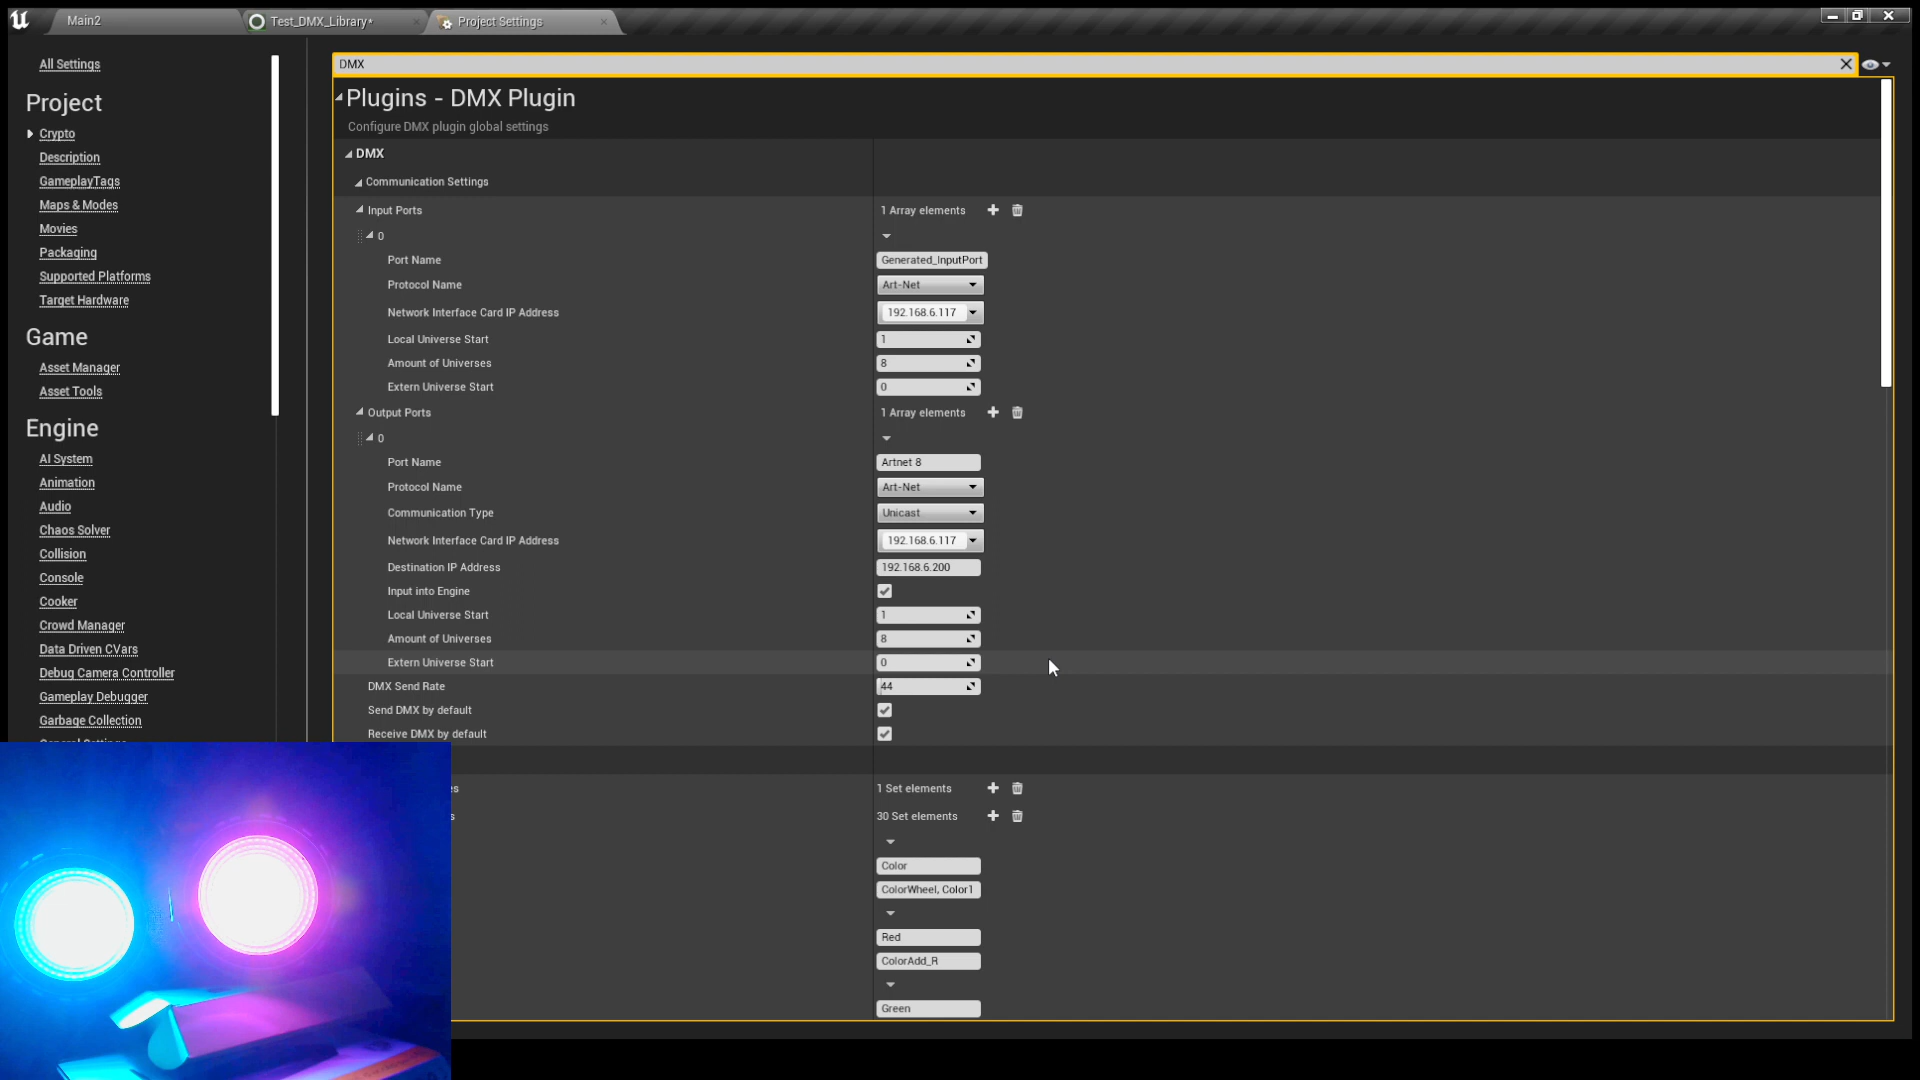 Main2
Test_DMX_Library*
Project Settings
All Settings
Project
Crypto
Description
GameplayTags
Maps & Modes
Movies
Packaging
Supported Platforms
Target Hardware
Game
Asset Manager
Asset Tools
Engine
AI System
Animation
Audio
Chaos Solver
Collision
Console
Cooker
Crowd Manager
Data Driven CVars
Debug Camera Controller
Gameplay Debugger
Garbage Collection
DMX
Plugins - DMX Plugin
Configure DMX plugin global settings
DMX
Communication Settings
Input Ports 1 Array elements
0
Port Name Generated_InputPort
Protocol Name Art-Net
Network Interface Card IP Address 192.168.6.117
Local Universe Start 1
Amount of Universes 8
Extern Universe Start 0
Output Ports 1 Array elements
0
Port Name Artnet 8
Protocol Name Art-Net
Communication Type Unicast
Network Interface Card IP Address 192.168.6.117
Destination IP Address 192.168.6.200
Input into Engine
Local Universe Start 1
Amount of Universes 8
Extern Universe Start 0
DMX Send Rate 44
Send DMX by default
Receive DMX by default
es 1 Set elements
s 30 Set elements
Color
ColorWheel, Color1
Red
ColorAdd_R
Green